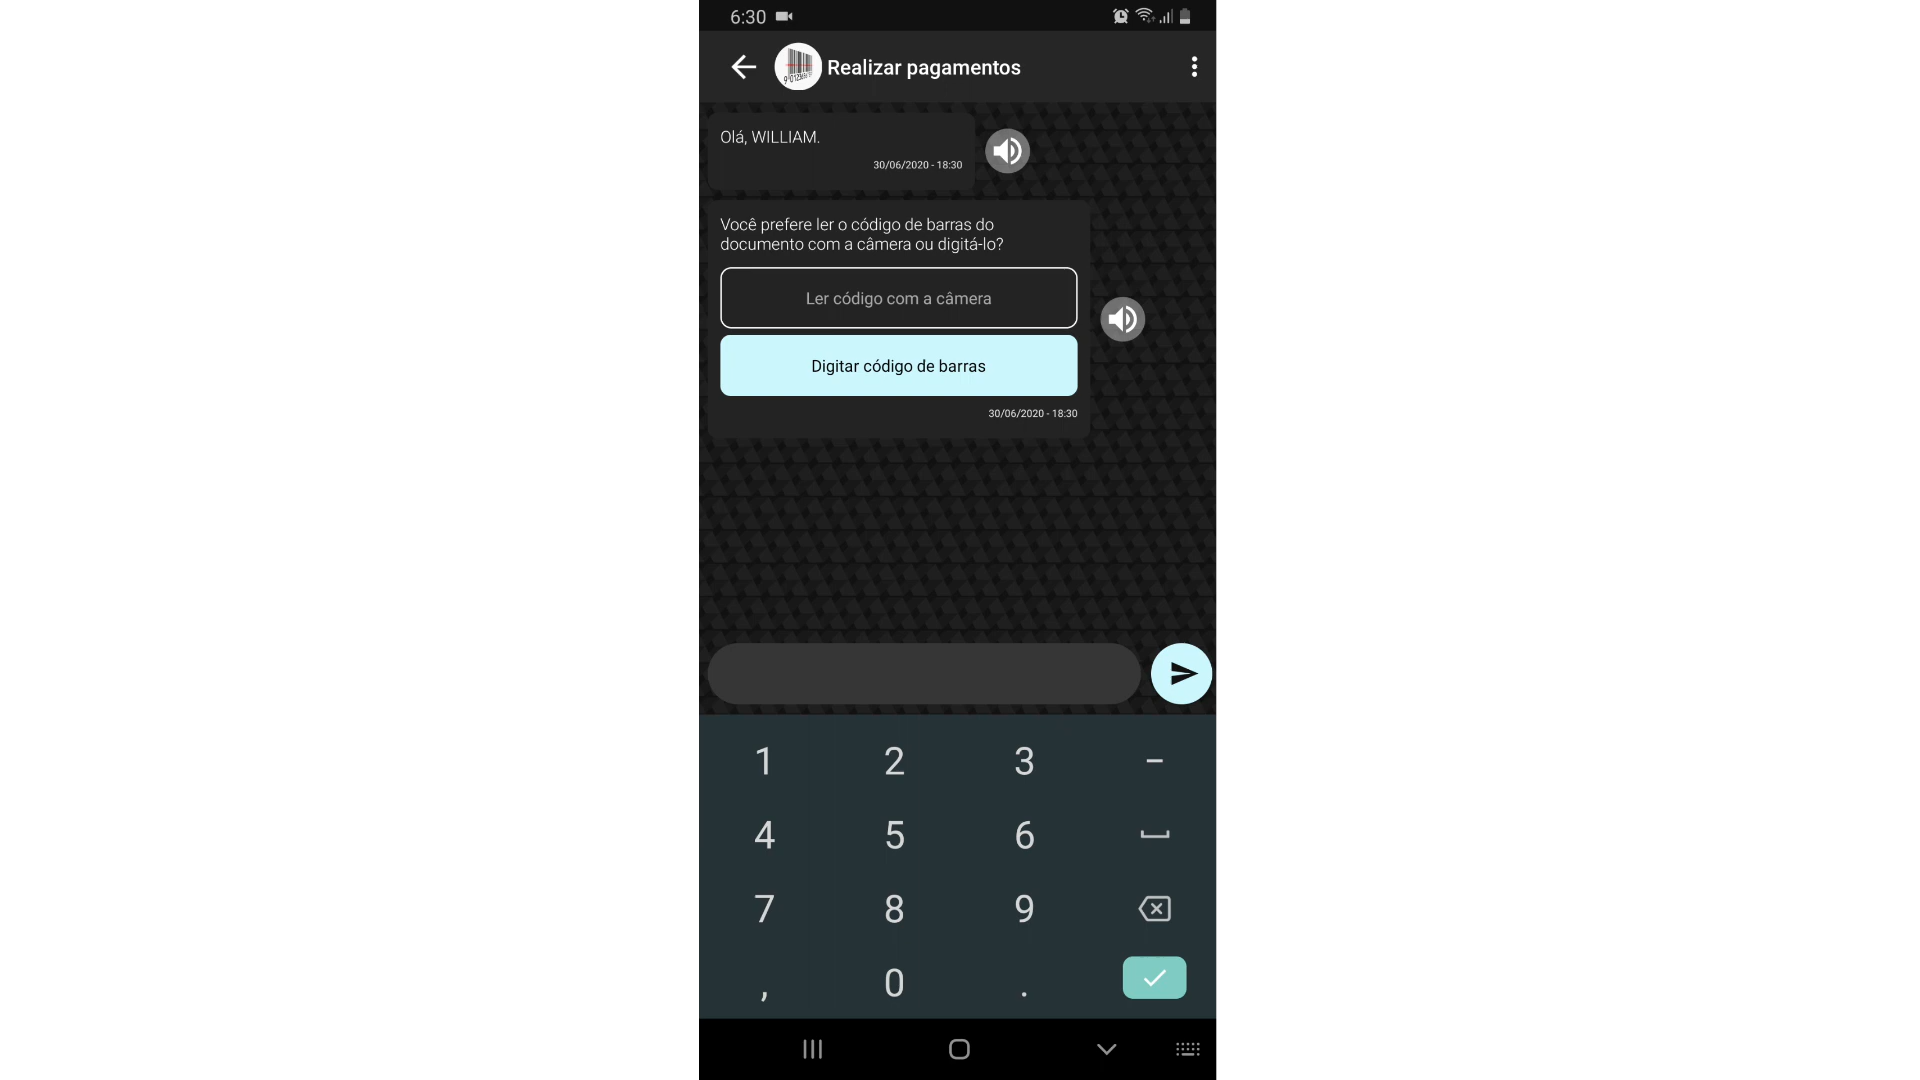 6:30
Realizar pagamentos
Olá, WILLIAM.
30/06/2020 - 18:30
Você prefere ler o código de barras do
documento com a câmera ou digitá-lo?
Ler código com a câmera
Digitar código de barras
30/06/2020 - 18:30
1 2 3 -
4 5 6
7 8 9
, 0 .